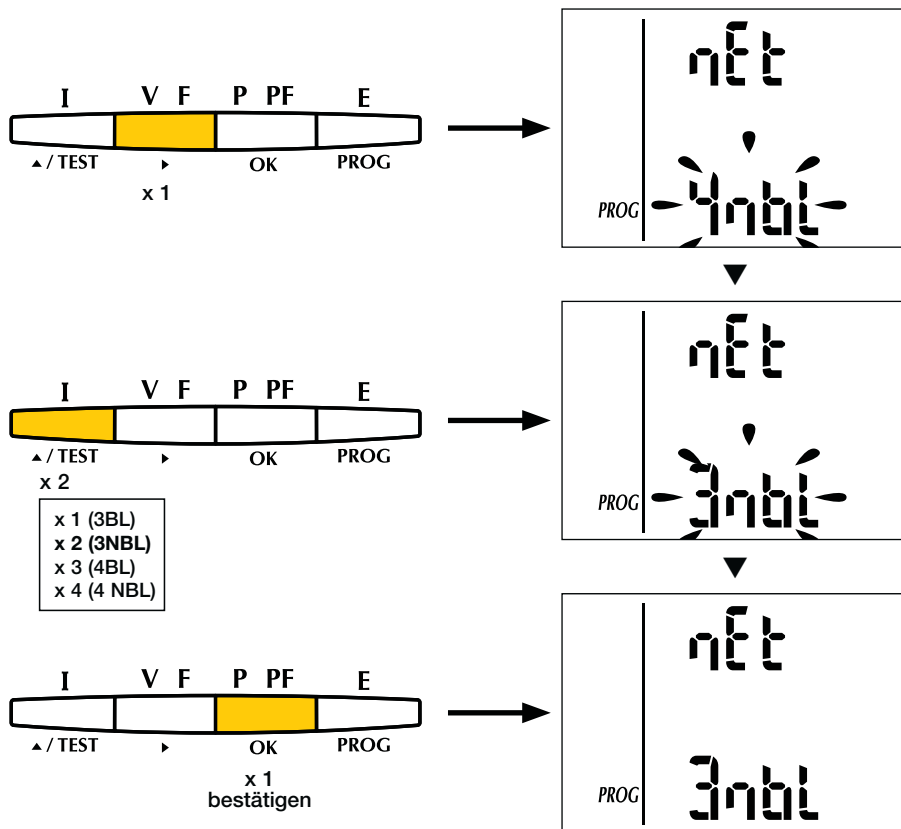 I V F P PF E
▲ / TEST ▶ OK PROG
x 1
nEt
PROG 4nbL
I V F P PF E
▲ / TEST ▶ OK PROG
x 2
x 1 (3BL)
x 2 (3NBL)
x 3 (4BL)
x 4 (4 NBL)
nEt
PROG 3nbL
I V F P PF E
▲ / TEST ▶ OK PROG
x 1
bestätigen
nEt
PROG 3nbL